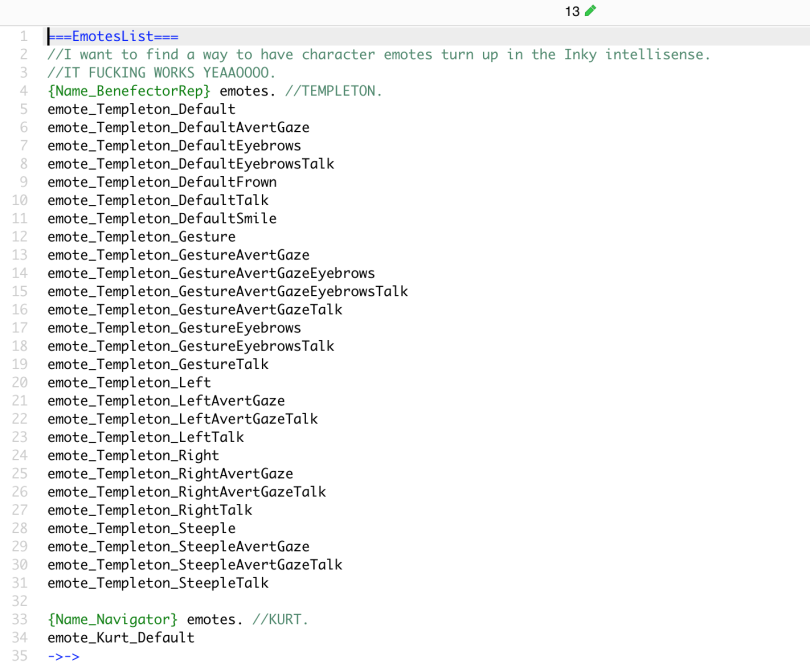 13
1 ===EmotesList===
2 //I want to find a way to have character emotes turn up in the Inky intellisense.
3 //IT FUCKING WORKS YEAAOOOO.
4 {Name_BenefectorRep} emotes. //TEMPLETON.
5 emote_Templeton_Default
6 emote_Templeton_DefaultAvertGaze
7 emote_Templeton_DefaultEyebrows
8 emote_Templeton_DefaultEyebrowsTalk
9 emote_Templeton_DefaultFrown
10 emote_Templeton_DefaultTalk
11 emote_Templeton_DefaultSmile
12 emote_Templeton_Gesture
13 emote_Templeton_GestureAvertGaze
14 emote_Templeton_GestureAvertGazeEyebrows
15 emote_Templeton_GestureAvertGazeEyebrowsTalk
16 emote_Templeton_GestureAvertGazeTalk
17 emote_Templeton_GestureEyebrows
18 emote_Templeton_GestureEyebrowsTalk
19 emote_Templeton_GestureTalk
20 emote_Templeton_Left
21 emote_Templeton_LeftAvertGaze
22 emote_Templeton_LeftAvertGazeTalk
23 emote_Templeton_LeftTalk
24 emote_Templeton_Right
25 emote_Templeton_RightAvertGaze
26 emote_Templeton_RightAvertGazeTalk
27 emote_Templeton_RightTalk
28 emote_Templeton_Steeple
29 emote_Templeton_SteepleAvertGaze
30 emote_Templeton_SteepleAvertGazeTalk
31 emote_Templeton_SteepleTalk
32
33 {Name_Navigator} emotes. //KURT.
34 emote_Kurt_Default
35 ->->